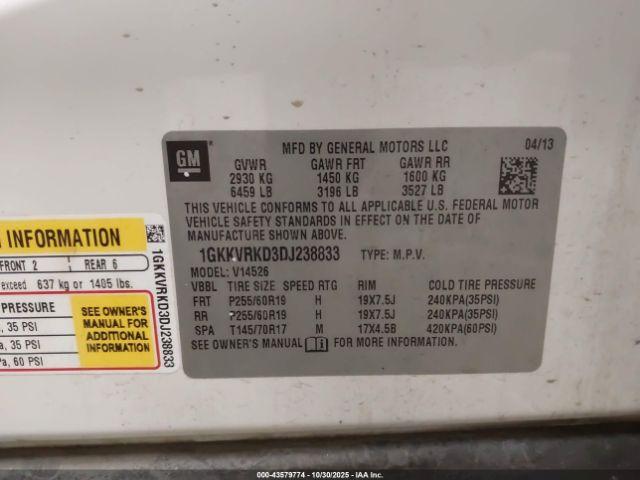 GM
MFD BY GENERAL MOTORS LLC 04/13
GVWR GAWR FRT GAWR RR
2930 KG 1450 KG 1600 KG
6459 LB 3196 LB 3527 LB
THIS VEHICLE CONFORMS TO ALL APPLICABLE U.S. FEDERAL MOTOR
VEHICLE SAFETY STANDARDS IN EFFECT ON THE DATE OF
MANUFACTURE SHOWN ABOVE.
1GKKVRKD3DJ238833 TYPE: M.P.V.
MODEL: V14526
VBBL TIRE SIZE SPEED RTG RIM COLD TIRE PRESSURE
FRT P255/60R19 H 19X7.5J 240KPA(35PSI)
RR P255/60R19 H 19X7.5J 240KPA(35PSI)
SPA T145/70R17 M 17X4.5B 420KPA(60PSI)
SEE OWNER'S MANUAL FOR MORE INFORMATION.
INFORMATION
FRONT 2 REAR 6
exceed 637 kg or 1405 lbs.
PRESSURE
, 35 PSI
a, 35 PSI
a, 60 PSI
SEE OWNER'S
MANUAL FOR
ADDITIONAL
INFORMATION
1GKKVRKD3DJ238833
000-43579774 | 10/30/2025 | IAAI, Inc.